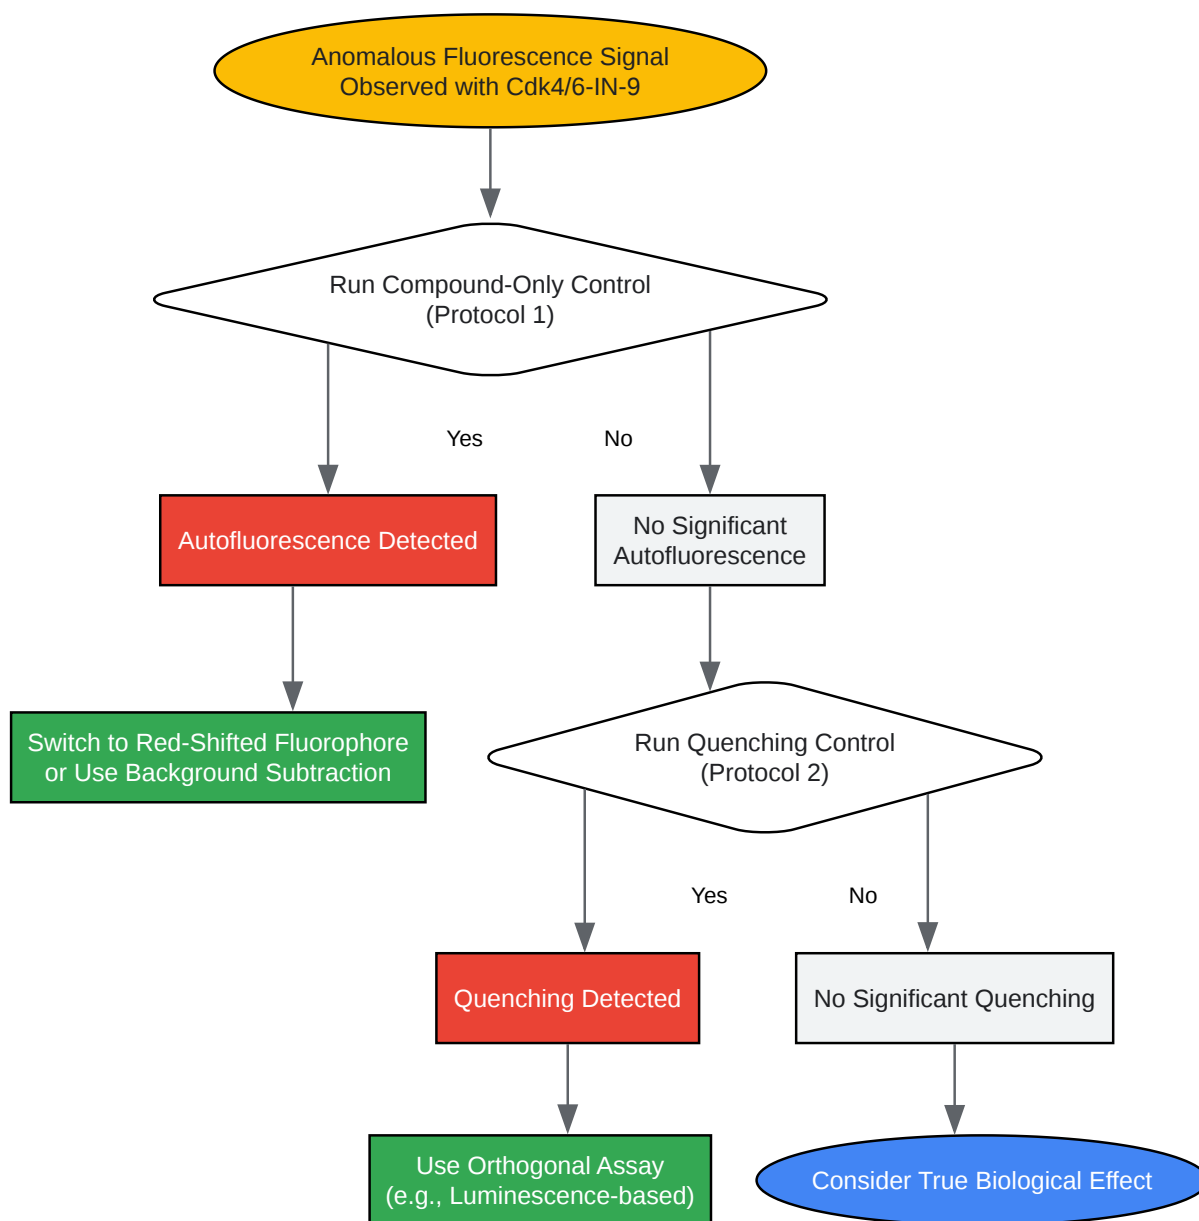 Anomalous Fluorescence Signal
Observed with Cdk4/6-IN-9
Run Compound-Only Control
(Protocol 1)
Yes
No
Autofluorescence Detected
No Significant
Autofluorescence
Switch to Red-Shifted Fluorophore
or Use Background Subtraction
Run Quenching Control
(Protocol 2)
Yes
No
Quenching Detected
No Significant Quenching
Use Orthogonal Assay
(e.g., Luminescence-based)
Consider True Biological Effect